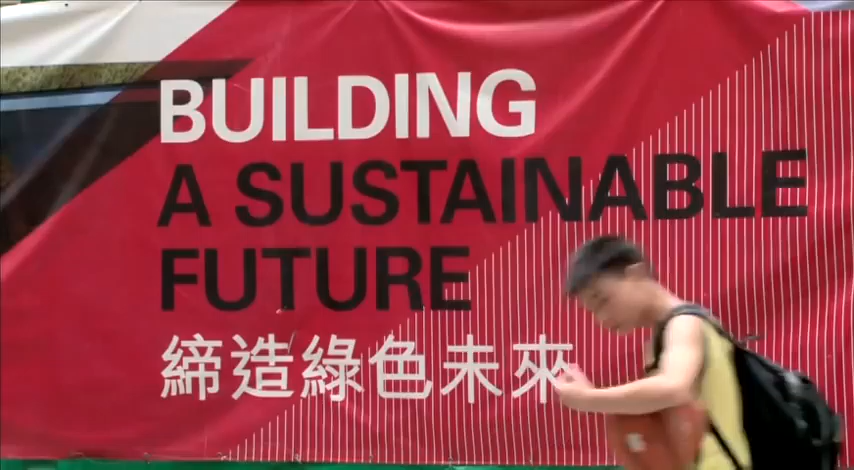 BUILDING
A SUSTAINABLE
FUTURE
締造綠色未來